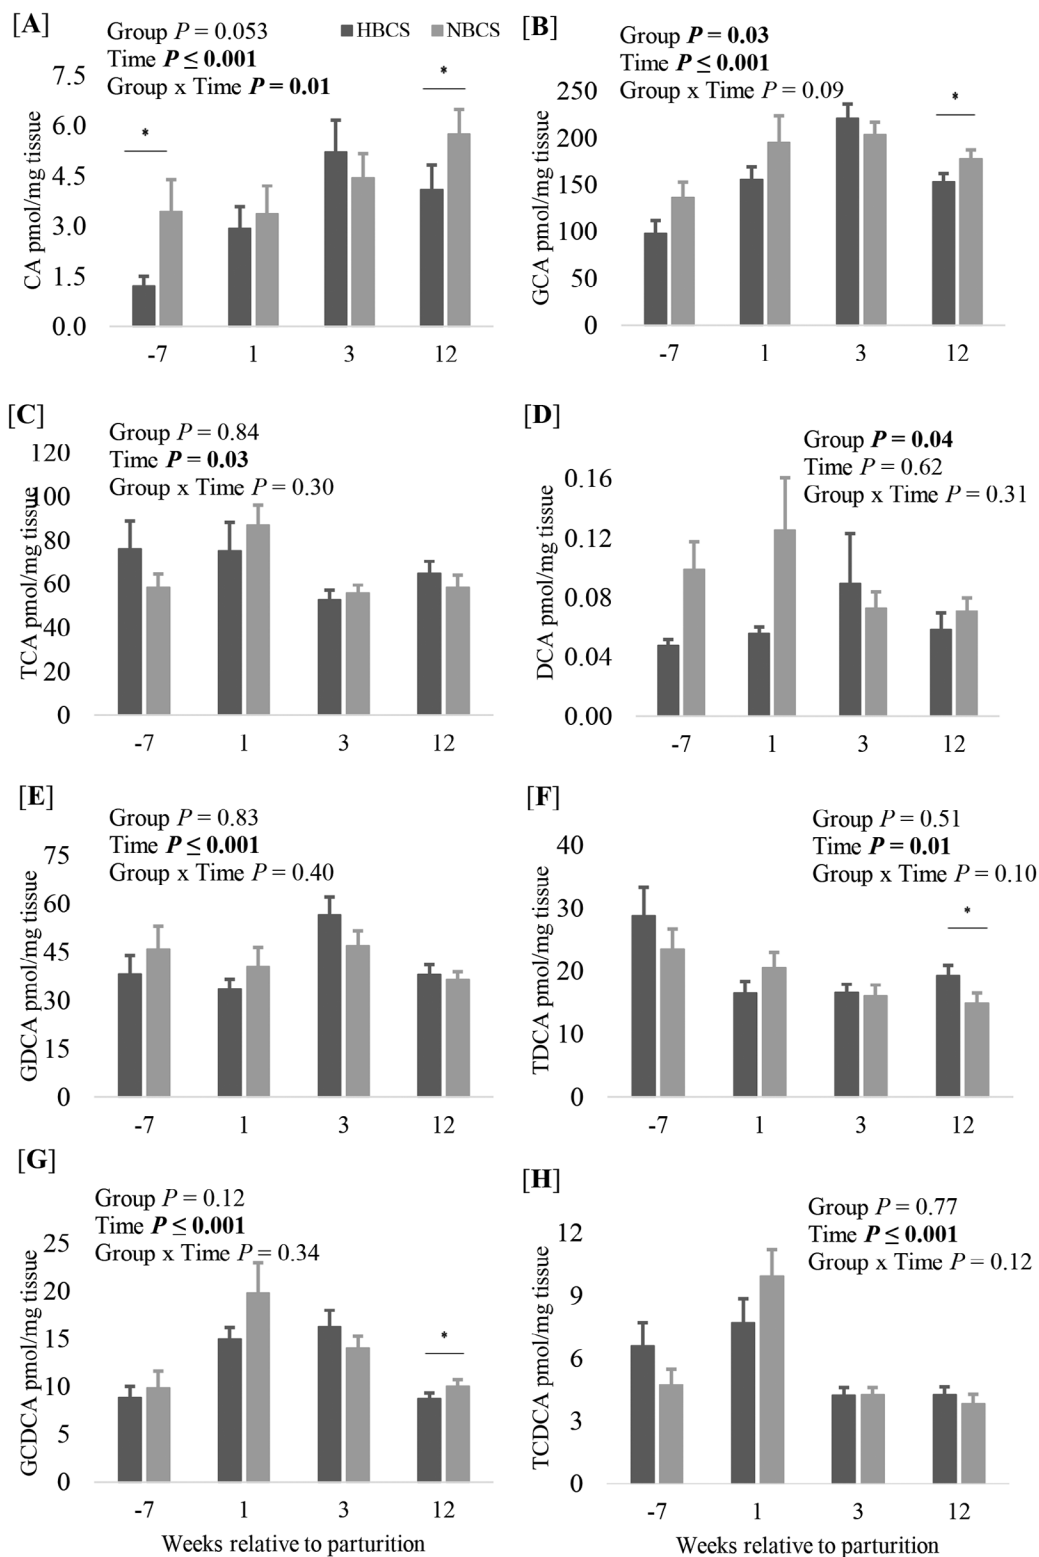 [A]
Group P = 0.053
Time P ≤ 0.001
Group x Time P = 0.01
HBCS NBCS
*
*
CA pmol/mg tissue
7.5
6.0
4.5
3.0
1.5
0.0
-7 1 3 12
[B]
Group P = 0.03
Time P ≤ 0.001
Group x Time P = 0.09
*
GCA pmol/mg tissue
250
200
150
100
50
0
-7 1 3 12
[C]
Group P = 0.84
Time P = 0.03
Group x Time P = 0.30
TCA pmol/mg tissue
120
100
80
60
40
20
0
-7 1 3 12
[D]
Group P = 0.04
Time P = 0.62
Group x Time P = 0.31
DCA pmol/mg tissue
0.16
0.12
0.08
0.04
0.00
-7 1 3 12
[E]
Group P = 0.83
Time P ≤ 0.001
Group x Time P = 0.40
GDCA pmol/mg tissue
75
60
45
30
15
0
-7 1 3 12
[F]
Group P = 0.51
Time P = 0.01
Group x Time P = 0.10
*
TDCA pmol/mg tissue
40
30
20
10
0
-7 1 3 12
[G]
Group P = 0.12
Time P ≤ 0.001
Group x Time P = 0.34
*
GCDCA pmol/mg tissue
25
20
15
10
5
0
-7 1 3 12
Weeks relative to parturition
[H]
Group P = 0.77
Time P ≤ 0.001
Group x Time P = 0.12
TCDCA pmol/mg tissue
12
9
6
3
0
-7 1 3 12
Weeks relative to parturition